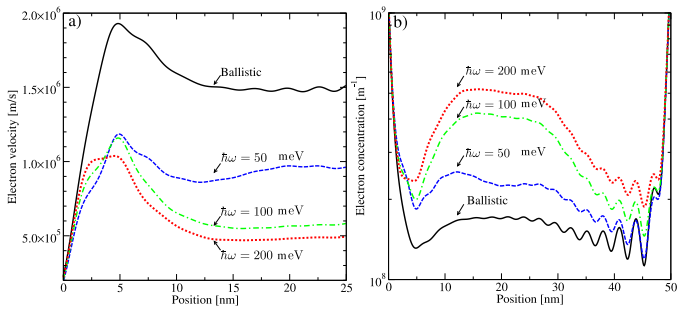 a)
2.0×10⁶
1.5×10⁶
1.0×10⁶
5.0×10⁵
Electron velocity [m/s]
Ballistic
ħω = 50 meV
ħω = 100 meV
ħω = 200 meV
0 5 10 15 20 25
Position [nm]
b)
10⁹
10⁸
Electron concentration [m⁻¹]
ħω = 200 meV
ħω = 100 meV
ħω = 50 meV
Ballistic
0 10 20 30 40 50
Position [nm]